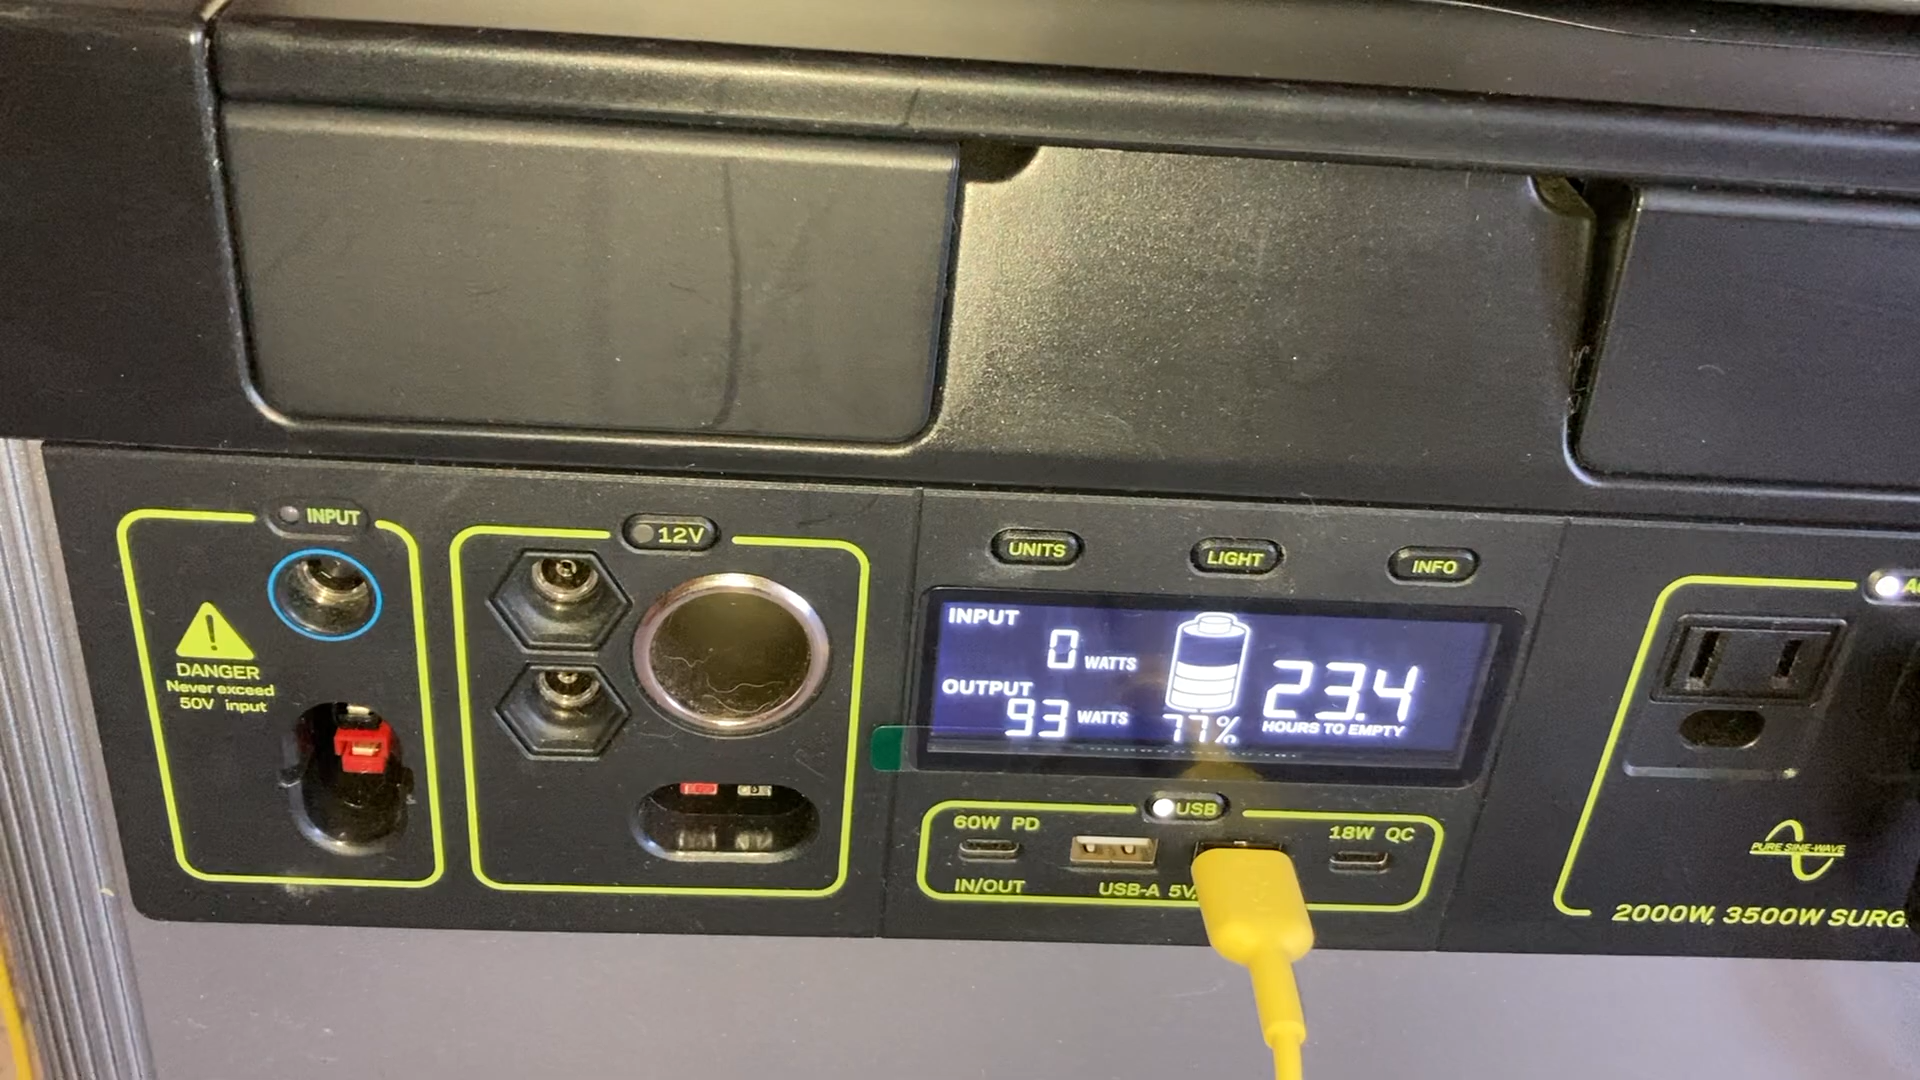 INPUT
DANGER
Never exceed
50V input
12V
UNITS
LIGHT
INFO
INPUT
0 WATTS
OUTPUT
93 WATTS
77%
23.4
HOURS TO EMPTY
USB
60W PD
IN/OUT
USB-A 5V
18W QC
PURE SINE-WAVE
2000W, 3500W SURG